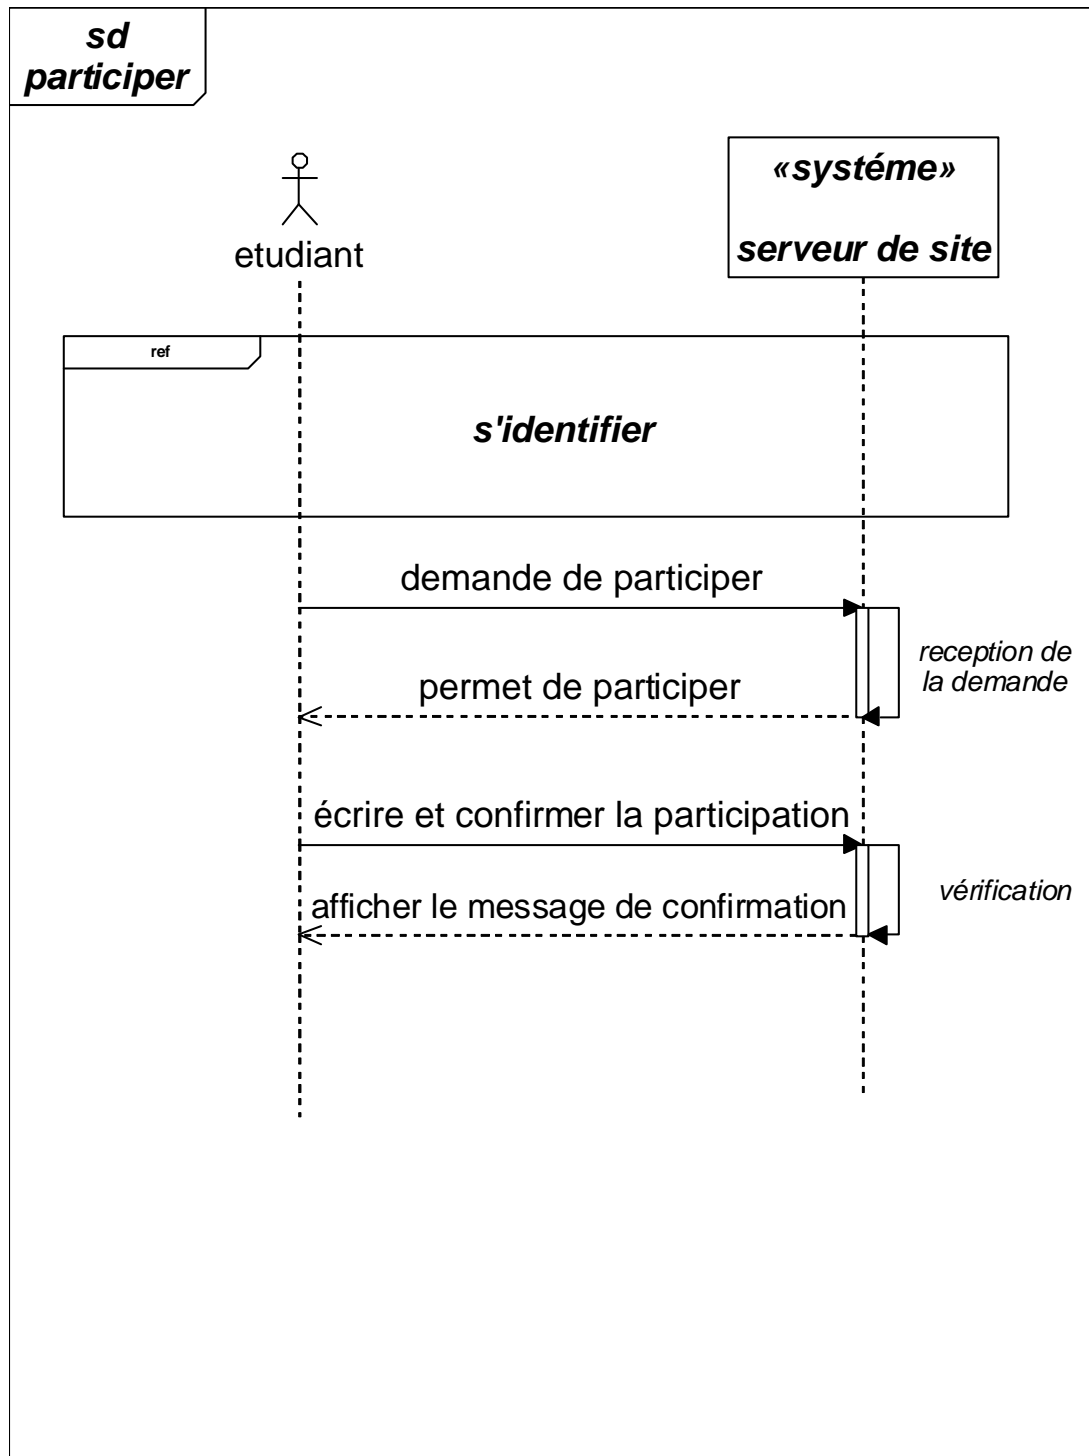 sd
participer
«systéme»
serveur de site
etudiant
ref
s'identifier
demande de participer
reception de
la demande
permet de participer
écrire et confirmer la participation
vérification
afficher le message de confirmation